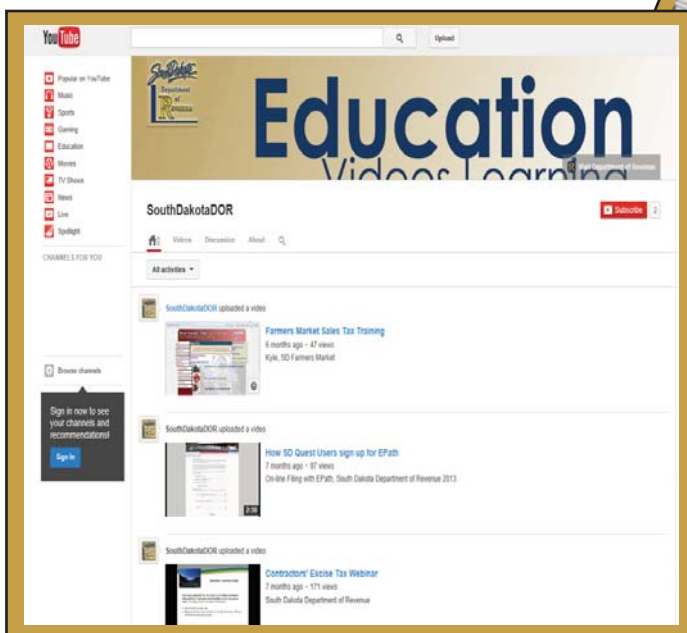 YouTube
Upload
Popular on YouTube
Music
Sports
Gaming
Education
Movies
TV Shows
News
Live
Spotlight
CHANNELS FOR YOU
Browse channels
Sign in now to see
your channels and
recommendations!
Sign In
South Dakota
Department
of
Revenue
Education
Videos Learning
Visit Department of Revenue
SouthDakotaDOR
Subscribe 2
Videos Discussion About
All activities
SouthDakotaDOR uploaded a video
Farmers Market Sales Tax Training
6 months ago - 47 views
Kyle, SD Farmers Market
SouthDakotaDOR uploaded a video
How SD Quest Users sign up for EPath
7 months ago - 97 views
On-line Filing with EPath, South Dakota Department of Revenue 2013
2:36
SouthDakotaDOR uploaded a video
Contractors' Excise Tax Webinar
7 months ago - 171 views
South Dakota Department of Revenue